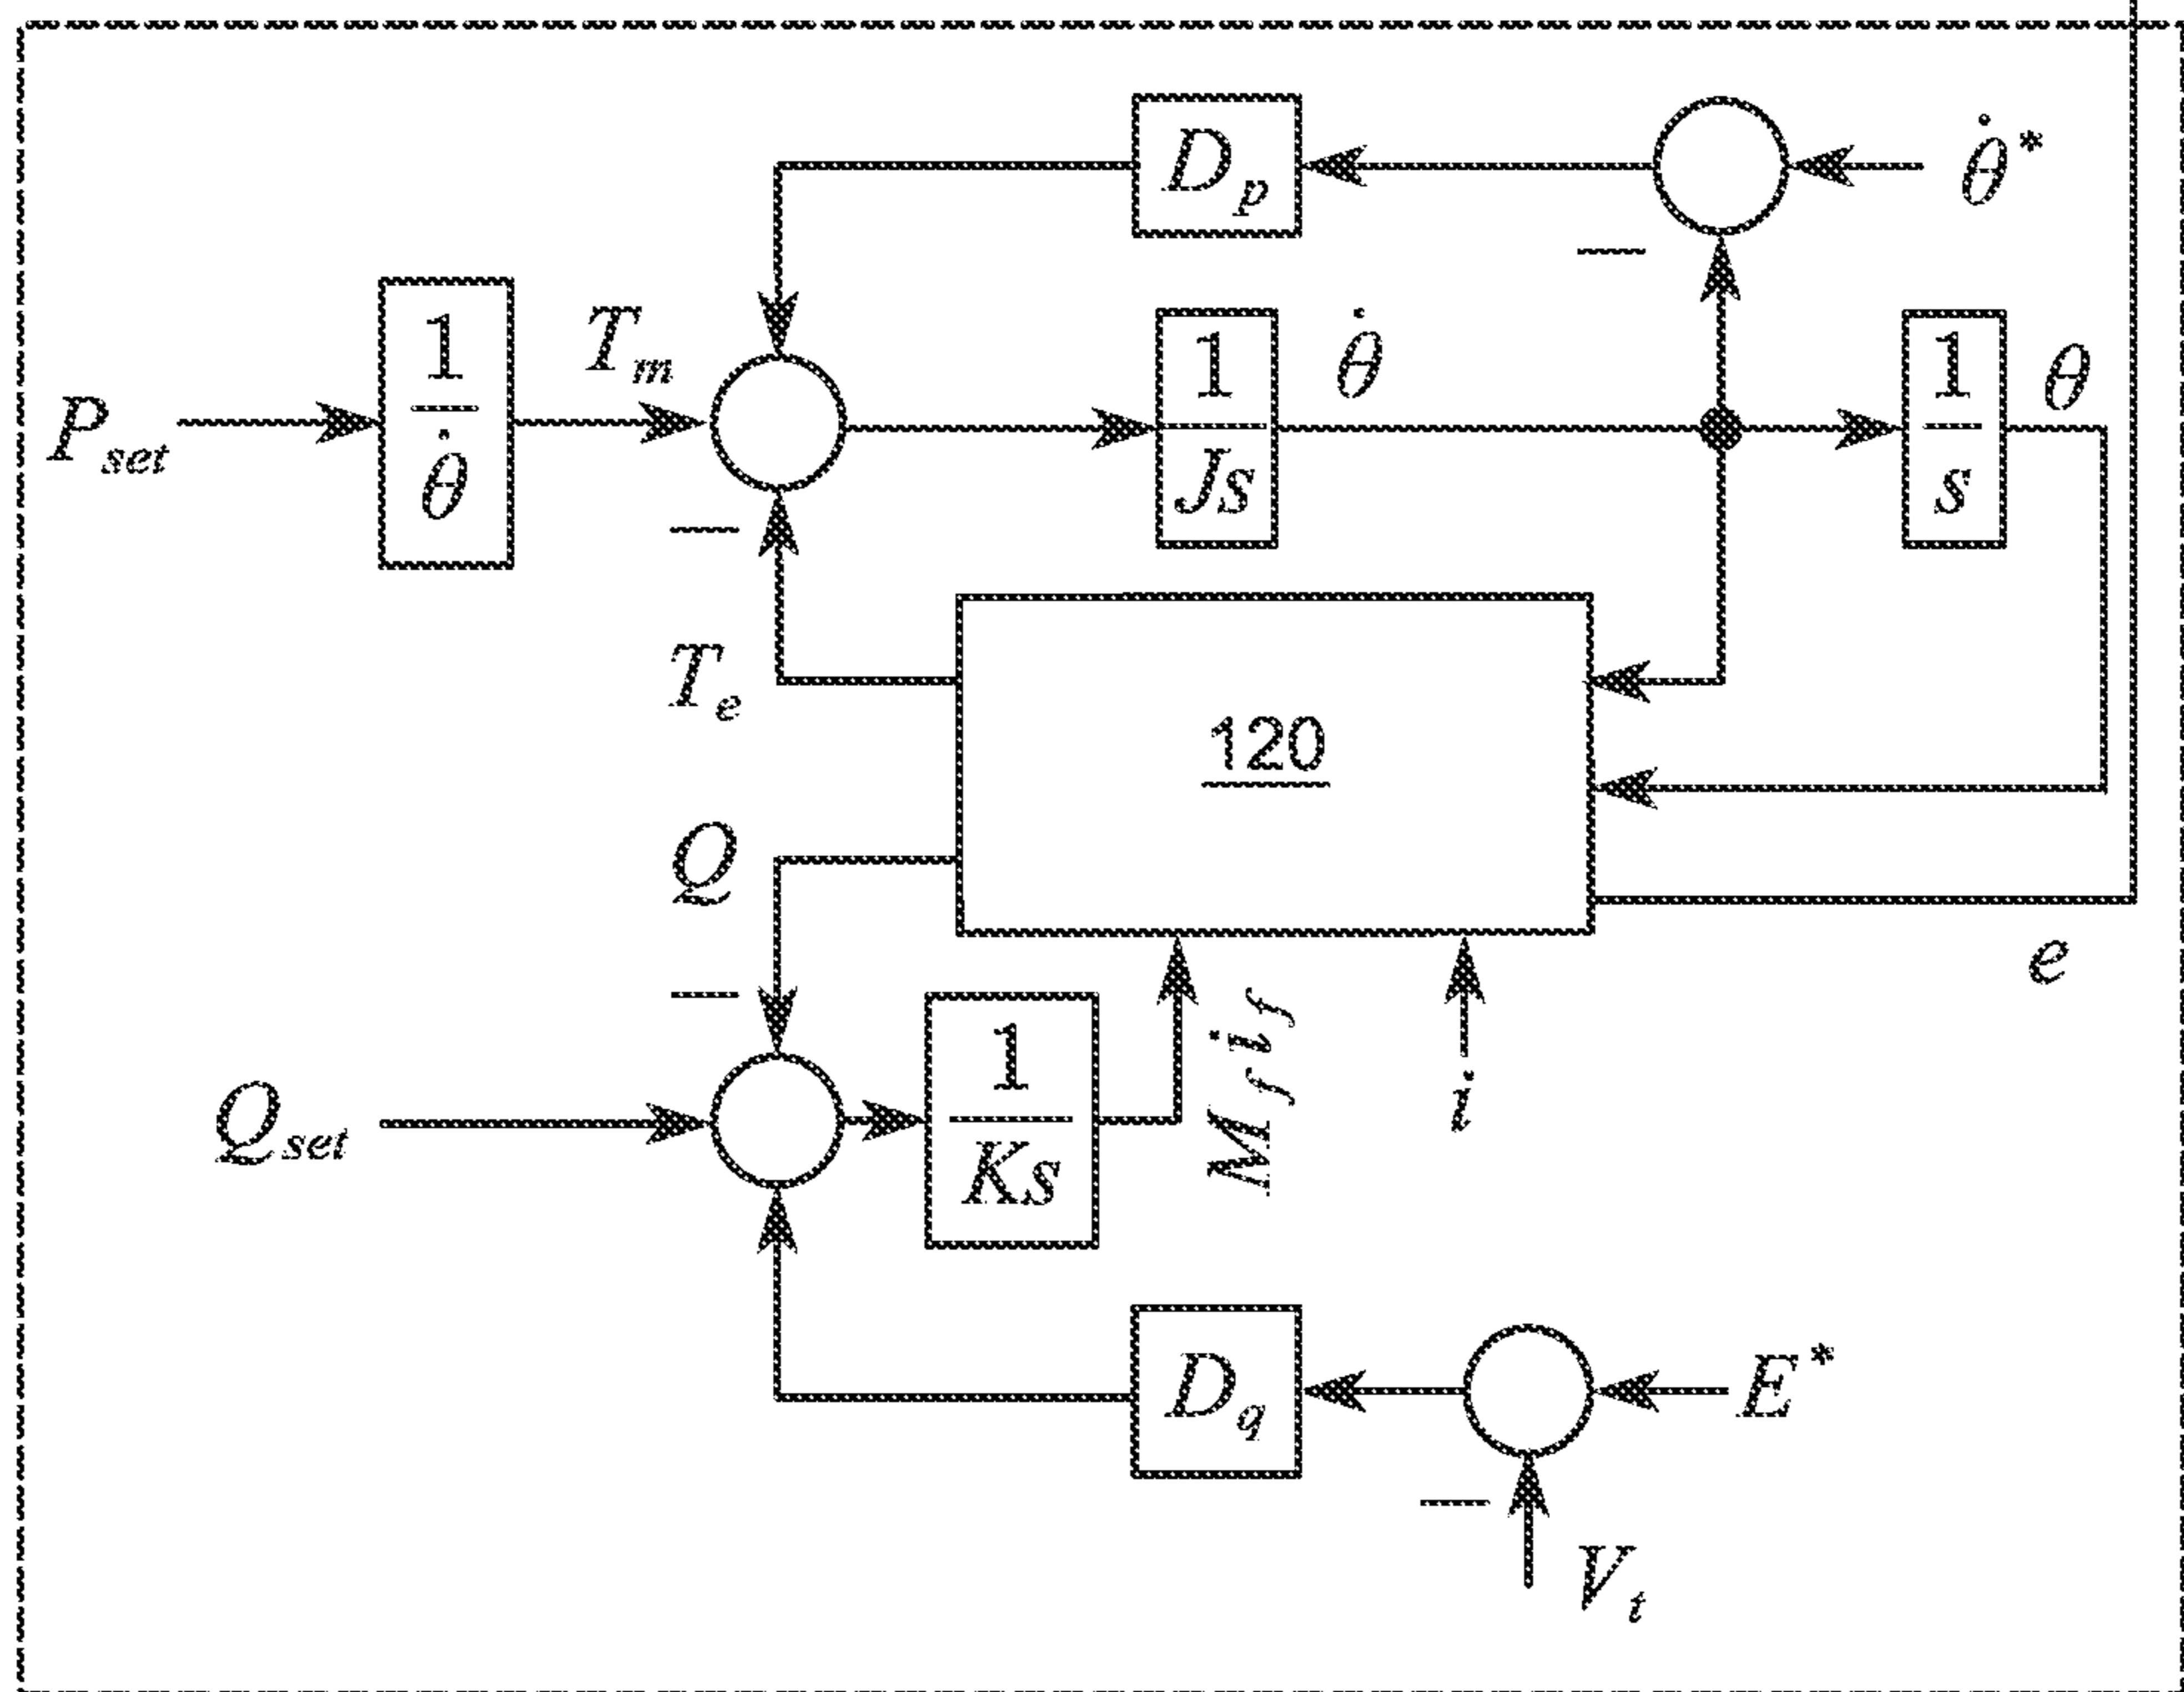 D_p
θ̇*
P_set
1/θ̇
T_m
1/Js
θ̇
1/s
θ
T_e
120
Q
e
Q_set
1/Ks
M_f i_f
i
D_q
E*
V_t